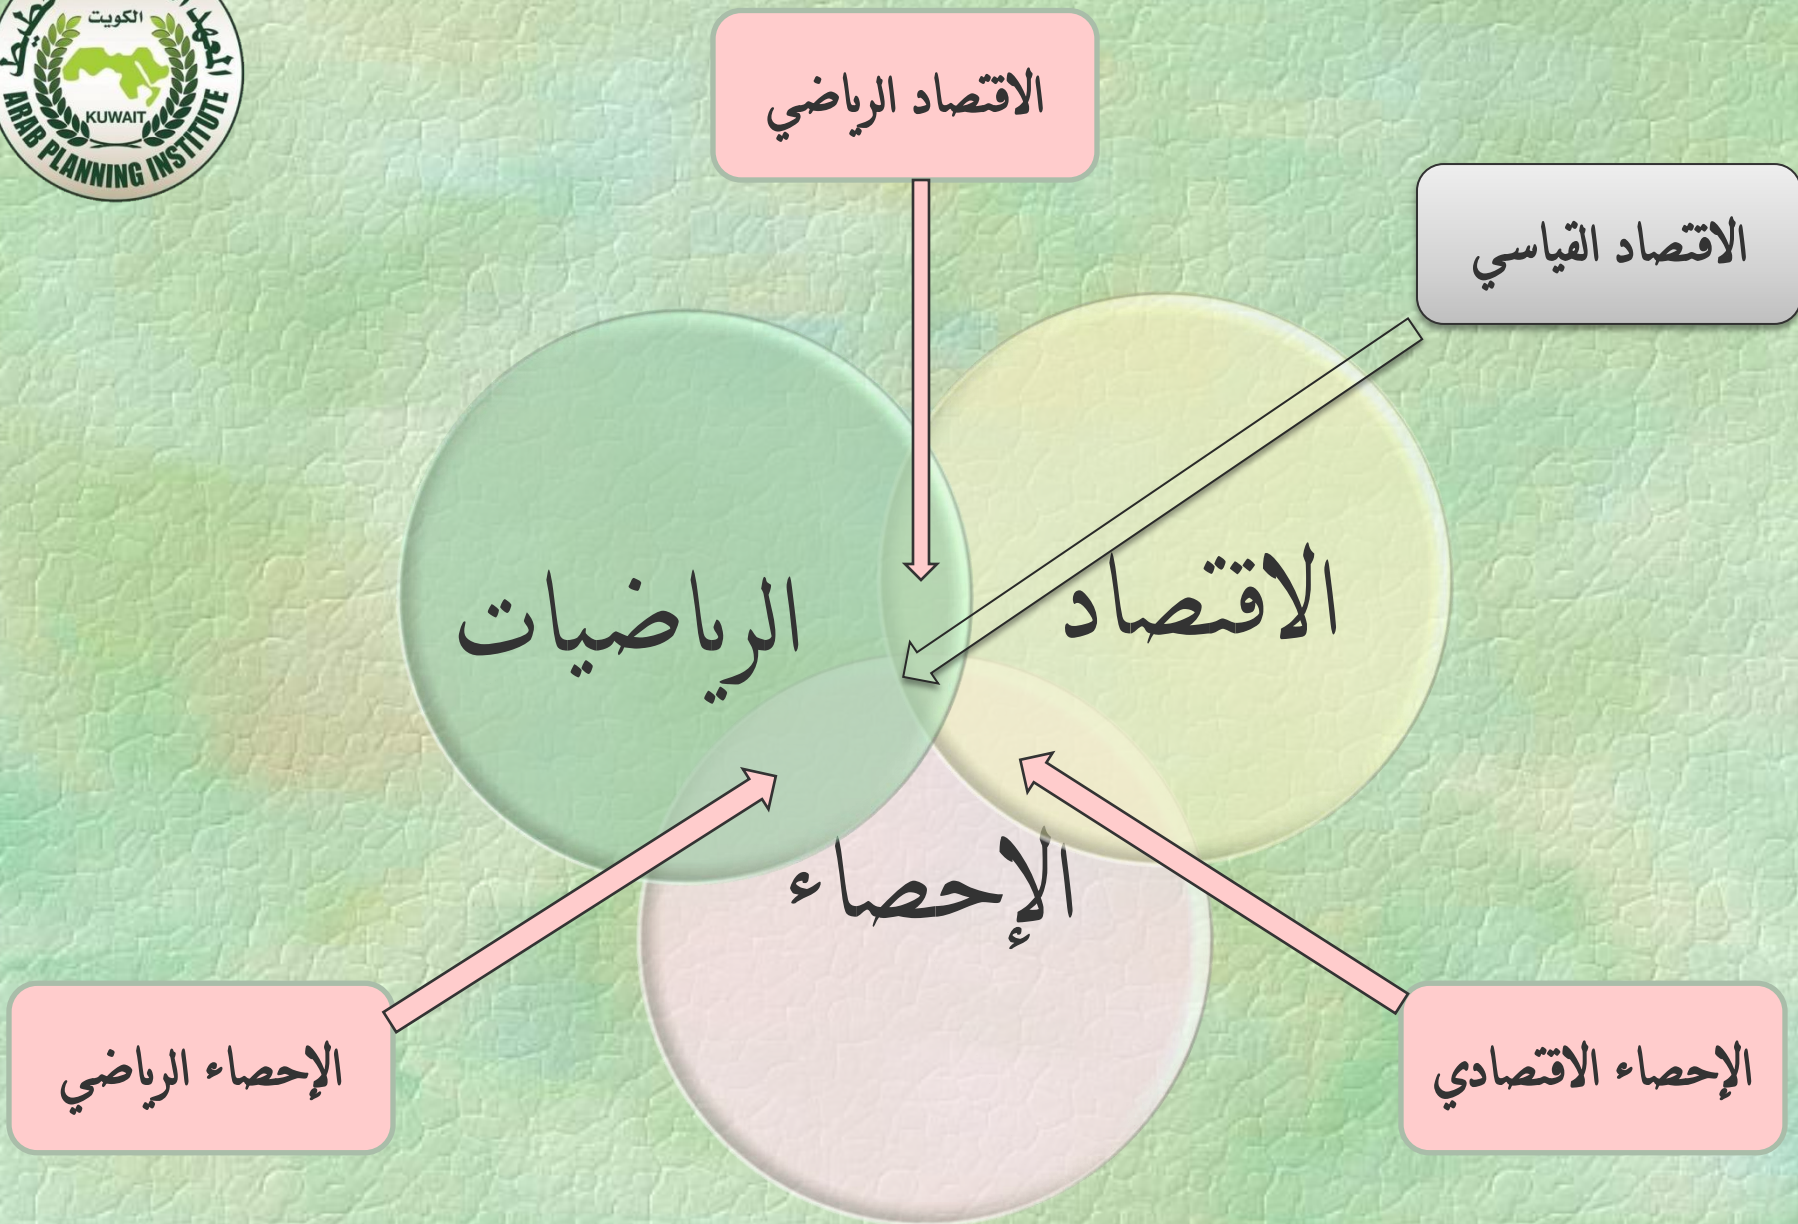 الكويت
KUWAIT
ARAB PLANNING INSTITUTE
الاقتصاد الرياضي
الاقتصاد القياسي
الاقتصاد
الرياضيات
الإحصاء
الإحصاء الاقتصادي
الإحصاء الرياضي